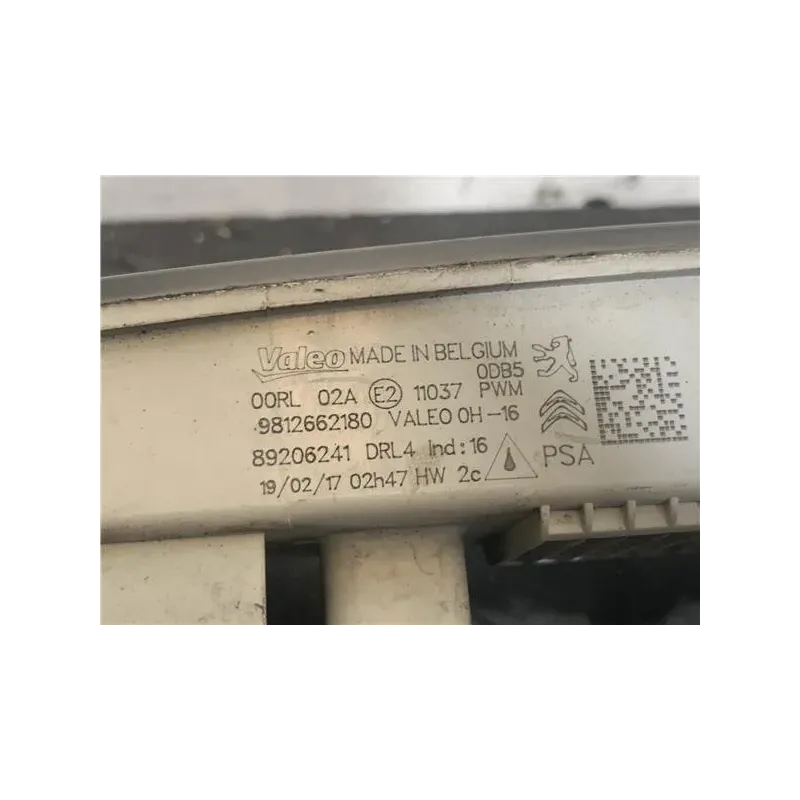 Valeo MADE IN BELGIUM
0DB5
00RL 02A E2 11037 PWM
.9812662180 VALEO 0H-16
89206241 DRL4 Ind:16
19/02/17 02h47 HW 2c PSA